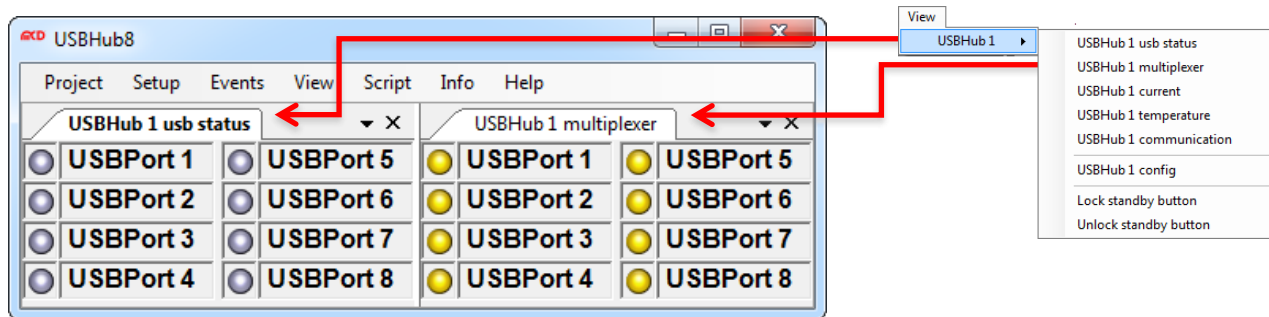 USBHub8
Project Setup Events View Script Info Help
USBHub 1 usb status
USBPort 1 USBPort 5
USBPort 2 USBPort 6
USBPort 3 USBPort 7
USBPort 4 USBPort 8
USBHub 1 multiplexer
USBPort 1 USBPort 5
USBPort 2 USBPort 6
USBPort 3 USBPort 7
USBPort 4 USBPort 8
View
USBHub 1
USBHub 1 usb status
USBHub 1 multiplexer
USBHub 1 current
USBHub 1 temperature
USBHub 1 communication
USBHub 1 config
Lock standby button
Unlock standby button